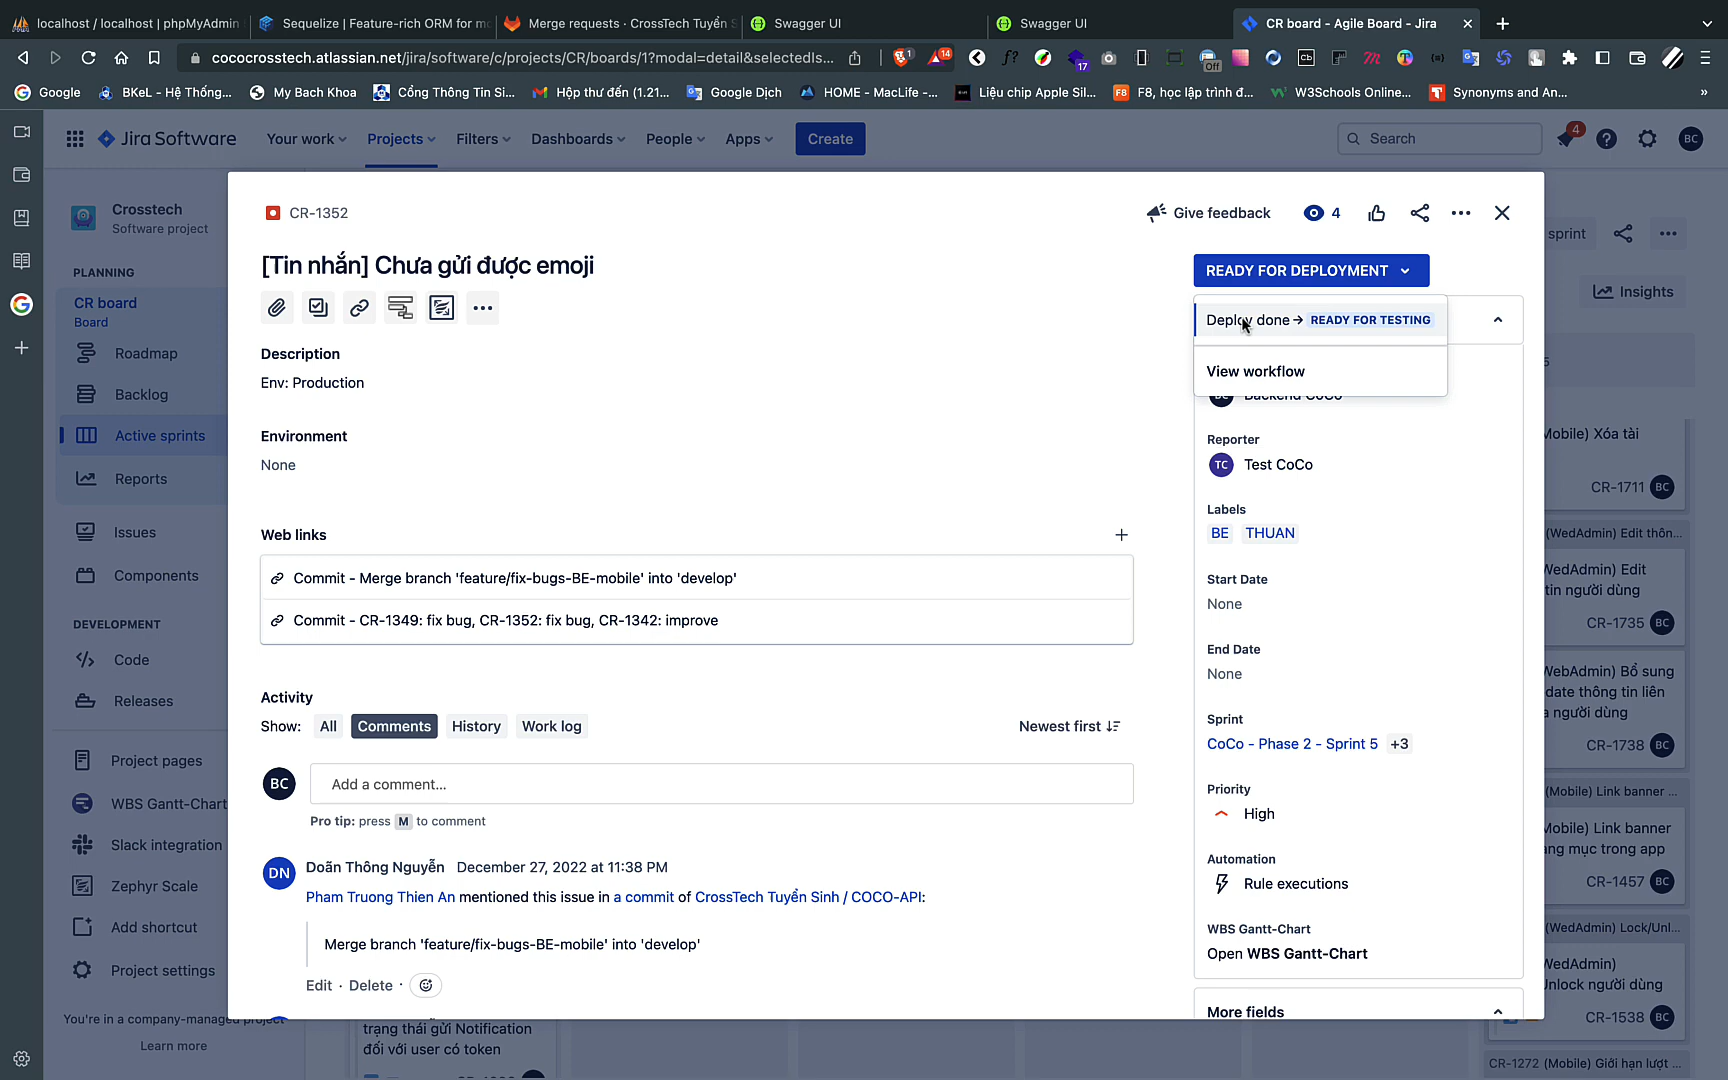 localhost / localhost | phpMyAdmin
Sequelize | Feature-rich ORM for mo
Merge requests · CrossTech Tuyển S
Swagger UI
Swagger UI
CR board - Agile Board - Jira
cococrosstech.atlassian.net/jira/software/c/projects/CR/boards/1?modal=detail&selectedIs...
1
14
17
Off
Google
BKeL - Hệ Thống...
My Bach Khoa
Cổng Thông Tin Si...
Hộp thư đến (1.21...
Google Dịch
HOME - MacLife -...
Liệu chip Apple Sil...
F8, học lập trình đ...
W3Schools Online...
Synonyms and An...
»
Jira Software
Your work
Projects
Filters
Dashboards
People
Apps
Create
Search
4
BC
Crosstech
Software project
PLANNING
CR board
Board
Roadmap
Backlog
Active sprints
Reports
Issues
Components
DEVELOPMENT
Code
Releases
Project pages
WBS Gantt-Chart
Slack integration
Zephyr Scale
Add shortcut
Project settings
You're in a company-managed project
Learn more
CR-1352
Give feedback
4
[Tin nhắn] Chưa gửi được emoji
Description
Env: Production
Environment
None
Web links
Commit - Merge branch 'feature/fix-bugs-BE-mobile' into 'develop'
Commit - CR-1349: fix bug, CR-1352: fix bug, CR-1342: improve
Activity
Show:
All
Comments
History
Work log
Newest first
BC
Add a comment...
Pro tip: press M to comment
DN
Doãn Thông Nguyễn December 27, 2022 at 11:38 PM
Pham Truong Thien An mentioned this issue in a commit of CrossTech Tuyển Sinh / COCO-API:
Merge branch 'feature/fix-bugs-BE-mobile' into 'develop'
Edit · Delete ·
READY FOR DEPLOYMENT
Deploy done → READY FOR TESTING
View workflow
Backend CoCo
Reporter
TC Test CoCo
Labels
BE THUAN
Start Date
None
End Date
None
Sprint
CoCo - Phase 2 - Sprint 5 +3
Priority
High
Automation
Rule executions
WBS Gantt-Chart
Open WBS Gantt-Chart
More fields
sprint
Insights
5
Mobile) Xóa tài
CR-1711 BC
(WedAdmin) Edit thôn...
WedAdmin) Edit
tin người dùng
CR-1735 BC
WebAdmin) Bổ sung
date thông tin liên
người dùng
CR-1738 BC
(Mobile) Link banner ...
Mobile) Link banner
ang mục trong app
CR-1457 BC
(WedAdmin) Lock/Unl...
WedAdmin)
Unlock người dùng
CR-1538 BC
CR-1272 (Mobile) Giới hạn lượt ...
trạng thái gửi Notification
đối với user có token